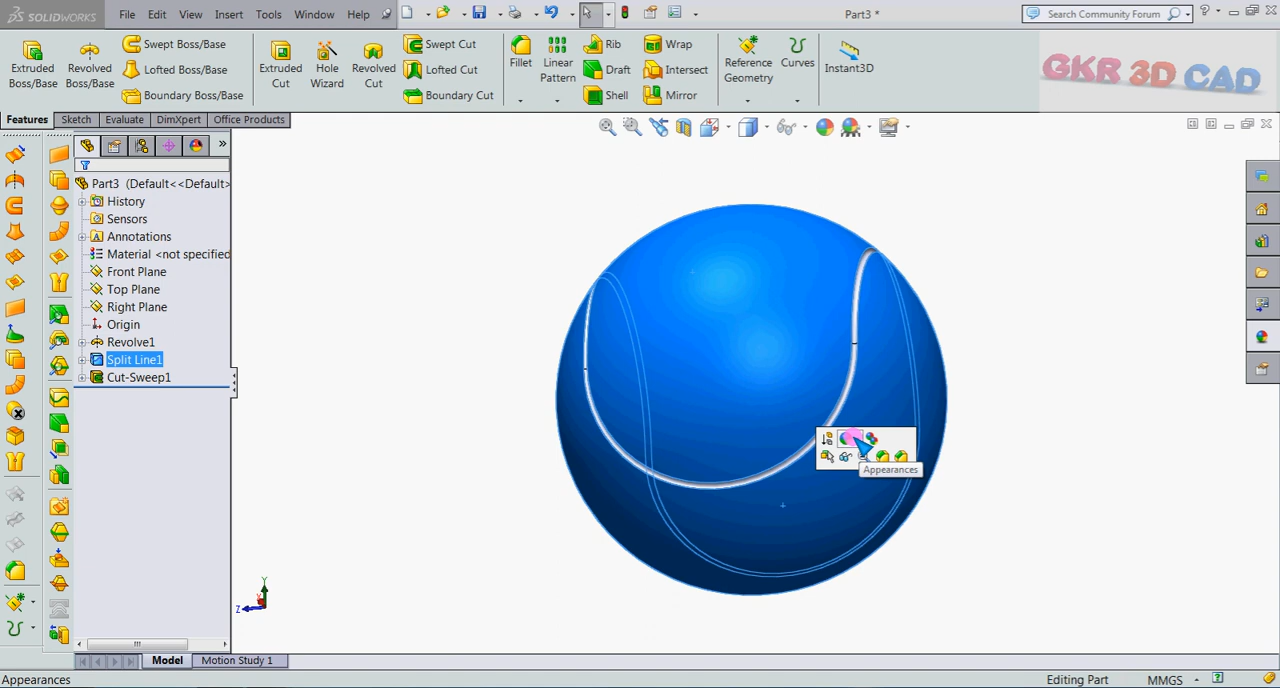 SOLIDWORKS File Edit View Insert Tools Window Help Part3 * Search Community Forum
Extruded Boss/Base
Revolved Boss/Base
Swept Boss/Base
Lofted Boss/Base
Boundary Boss/Base
Extruded Cut
Hole Wizard
Revolved Cut
Swept Cut
Lofted Cut
Boundary Cut
Fillet
Linear Pattern
Rib
Draft
Shell
Wrap
Intersect
Mirror
Reference Geometry
Curves
Instant3D
GKR 3D CAD
Features Sketch Evaluate DimXpert Office Products
Part3 (Default<<Default>
History
Sensors
Annotations
Material <not specified
Front Plane
Top Plane
Right Plane
Origin
Revolve1
Split Line1
Cut-Sweep1
Appearances
Y
Z
Model Motion Study 1
Appearances Editing Part MMGS